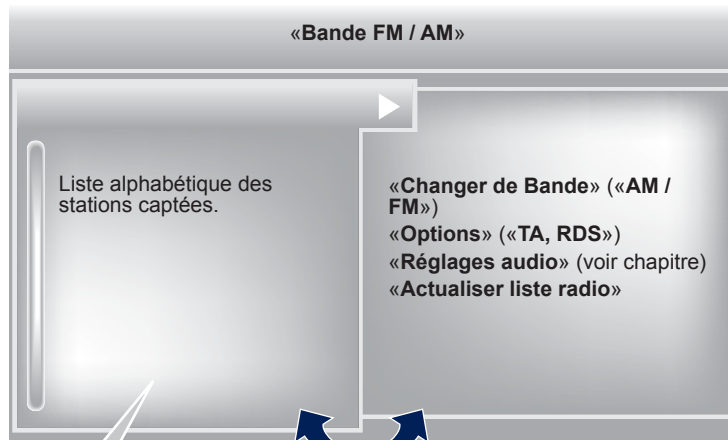 «Bande FM / AM»
Liste alphabétique des
stations captées.
«Changer de Bande» («AM /
FM»)
«Options» («TA, RDS»)
«Réglages audio» (voir chapitre)
«Actualiser liste radio»